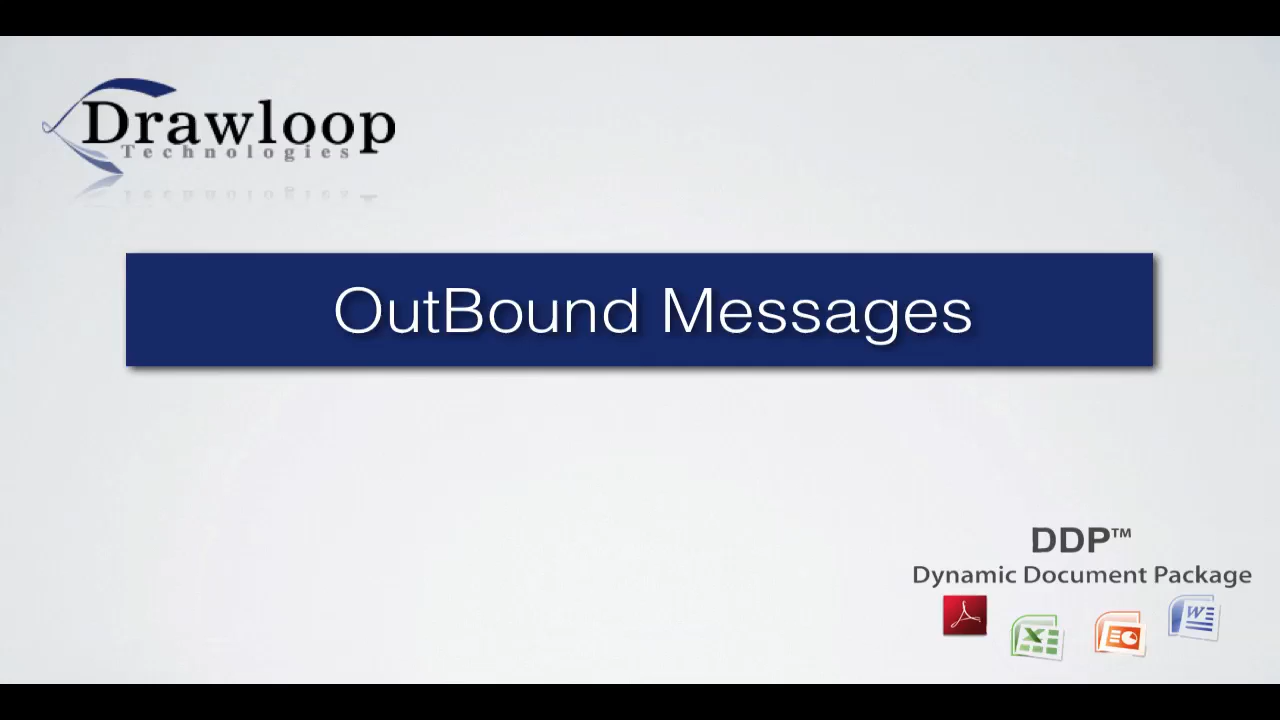 Drawloop
Technologies
OutBound Messages
DDP™
Dynamic Document Package